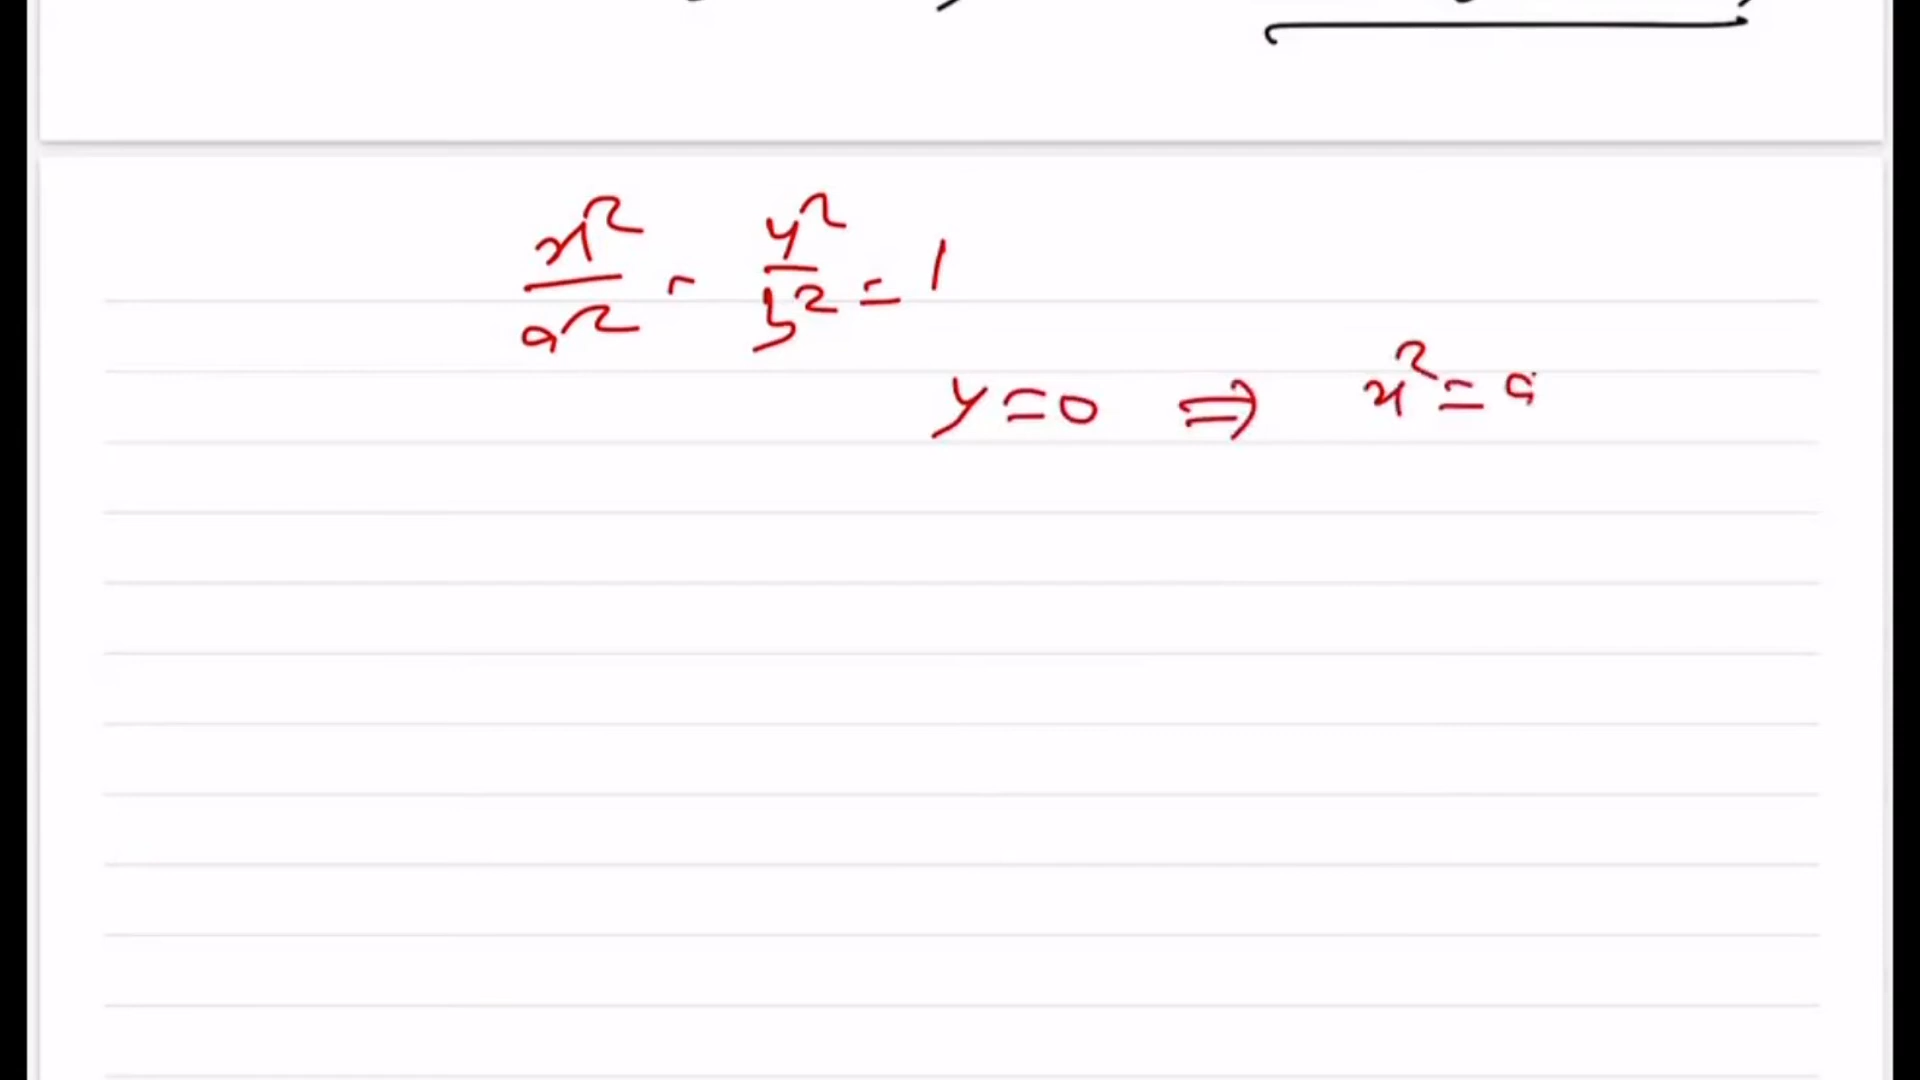 x²/a² - y²/b² = 1
y = 0 ⇒ x² = a